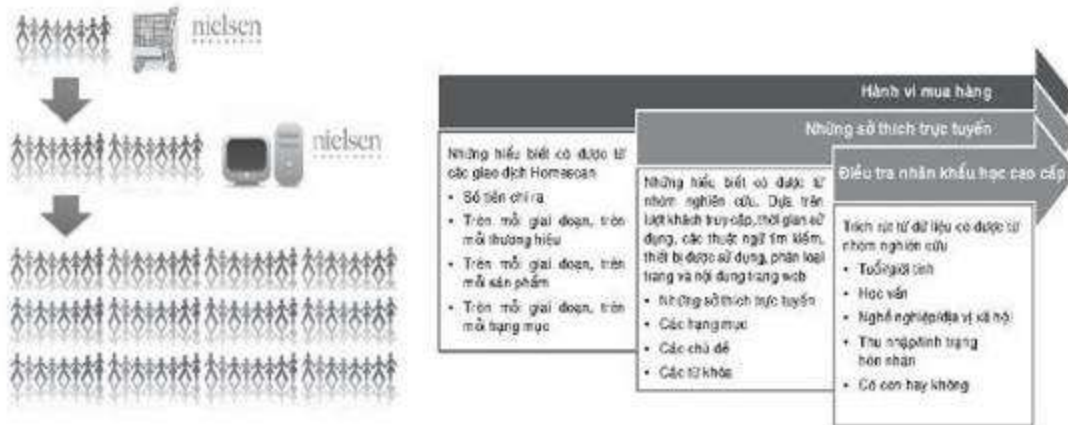 nielsen
nielsen
Hành vi mua hàng
Những sở thích trực tuyến
Điều tra nhân khẩu học cao cấp
Những hiểu biết có được từ
các giao dịch Homescan
• Số tiền chi ra
• Trên mỗi giai đoạn, trên
mỗi thương hiệu
• Trên mỗi giai đoạn, trên
mỗi sản phẩm
• Trên mỗi giai đoạn, trên
mỗi hạng mục
Những hiểu biết có được từ
nhóm nghiên cứu. Dựa trên
lượt khách truy cập, thời gian sử
dụng, các thuật ngữ tìm kiếm,
thiết bị được sử dụng, phân loại
trang và nội dung trang web
• Những sở thích trực tuyến
• Các hạng mục
• Các chủ đề
• Các từ khóa
Trích rút từ dữ liệu có được từ
nhóm nghiên cứu
• Tuổi/giới tính
• Học vấn
• Nghề nghiệp/địa vị xã hội
• Thu nhập/tình trạng
hôn nhân
• Có con hay không